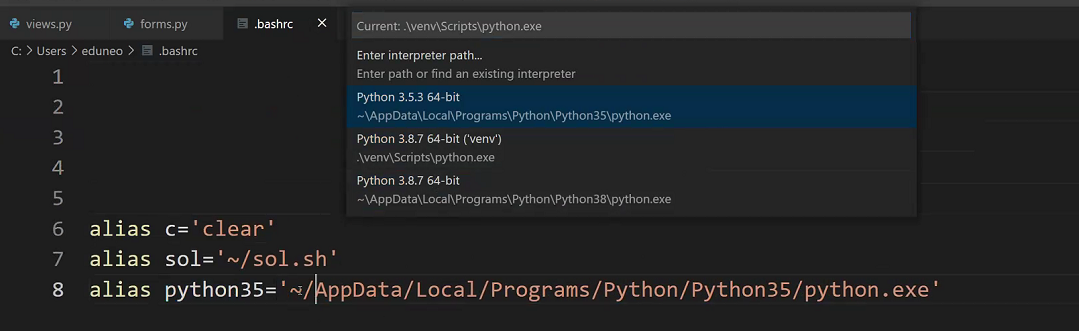 views.py forms.py .bashrc
C: > Users > eduneo > .bashrc
Current: .\venv\Scripts\python.exe
Enter interpreter path...
Enter path or find an existing interpreter
Python 3.5.3 64-bit
~\AppData\Local\Programs\Python\Python35\python.exe
Python 3.8.7 64-bit ('venv')
.\venv\Scripts\python.exe
Python 3.8.7 64-bit
~\AppData\Local\Programs\Python\Python38\python.exe
1
2
3
4
5
6 alias c='clear'
7 alias sol='~/sol.sh'
8 alias python35='~/AppData/Local/Programs/Python/Python35/python.exe'